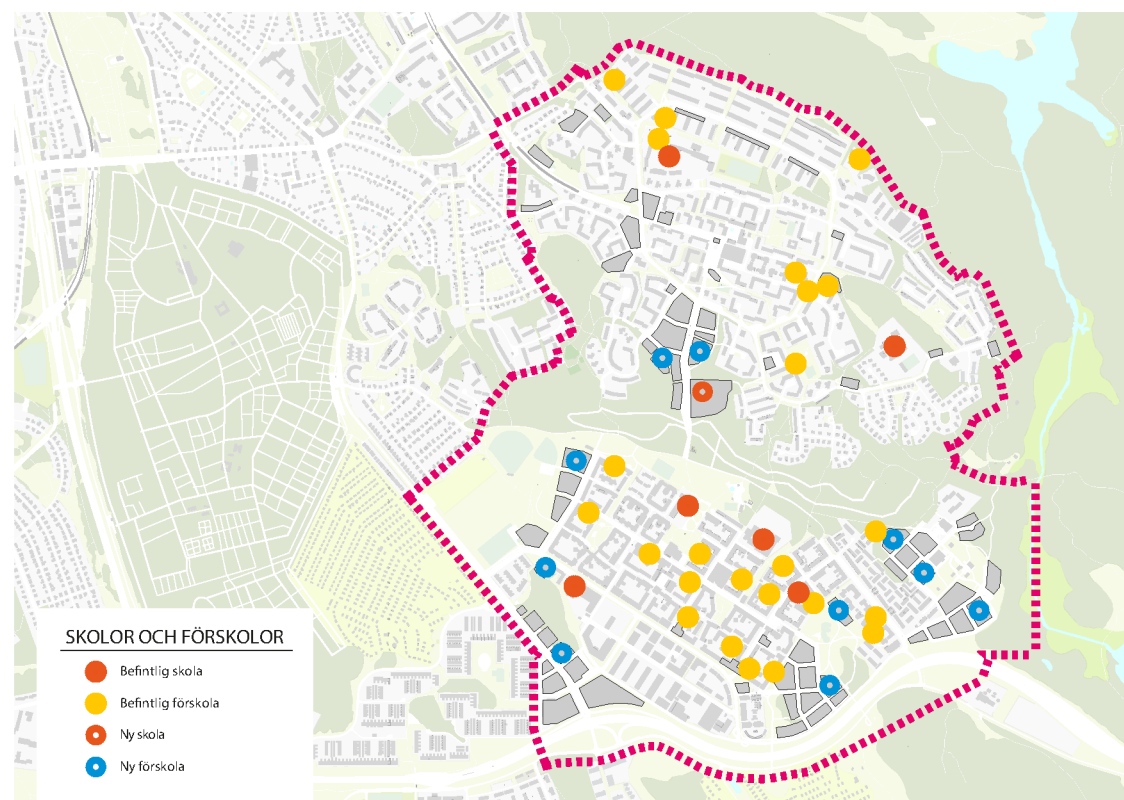 SKOLOR OCH FÖRSKOLOR
Befintlig skola
Befintlig förskola
Ny skola
Ny förskola